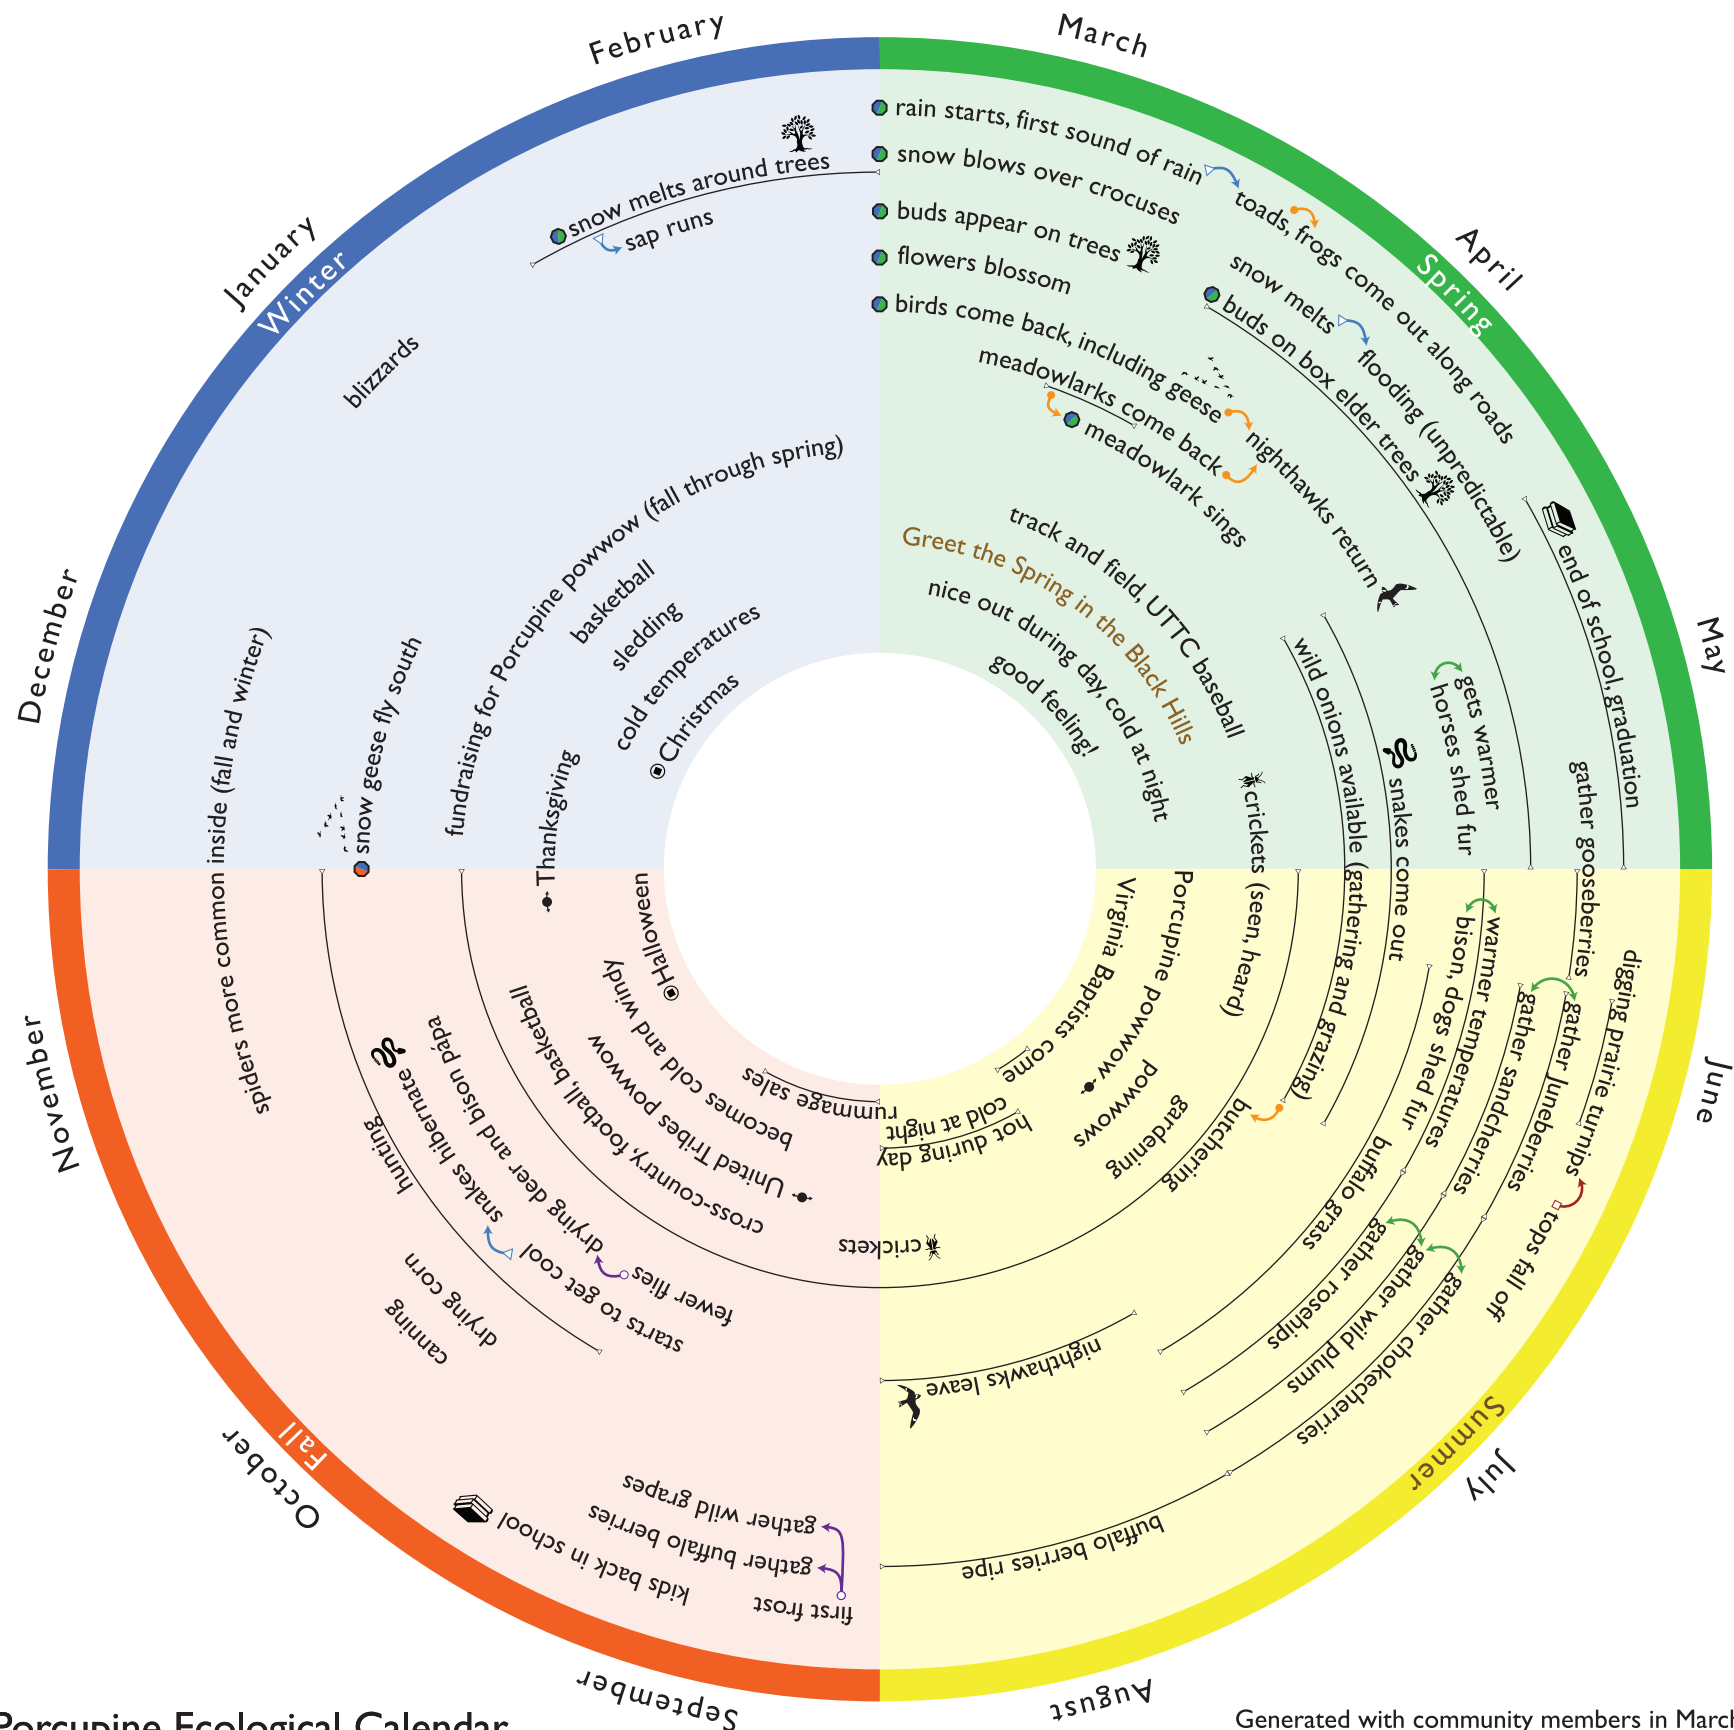 February
March
January
Winter
April
Spring
December
May
November
June
October
Fall
July
Summer
September
August
rain starts, first sound of rain
toads, frogs come out along roads
snow blows over crocuses
buds appear on trees
flowers blossom
birds come back, including geese
meadowlarks come back
meadowlark sings
nighthawks return
snow melts
flooding (unpredictable)
buds on box elder trees
end of school, graduation
track and field, UTTC baseball
Greet the Spring in the Black Hills
nice out during day, cold at night
good feeling!
wild onions available (gathering and grazing)
snakes come out
gets warmer
horses shed fur
gather gooseberries
crickets (seen, heard)
Porcupine powwow
Virginia Baptists come
warmer temperatures
bison, dogs shed fur
digging prairie turnips
tops fall off
gather Juneberries
gather sandcherries
buffalo grass
gather rosehips
gather wild plums
gather chokecherries
butchering
gardening
powwows
hot during day
cold at night
nighthawks leave
buffalo berries ripe
crickets
rummage sales
first frost
gather buffalo berries
gather wild grapes
kids back in school
fewer flies
drying deer and bison pápa
starts to get cool
snakes hibernate
drying corn
canning
hunting
cross-country, football, basketball
United Tribes powwow
becomes cold and windy
Halloween
Thanksgiving
spiders more common inside (fall and winter)
snow geese fly south
fundraising for Porcupine powwow (fall through spring)
basketball
sledding
cold temperatures
Christmas
blizzards
snow melts around trees
sap runs
Porcupine Ecological Calendar
Generated with community members in March